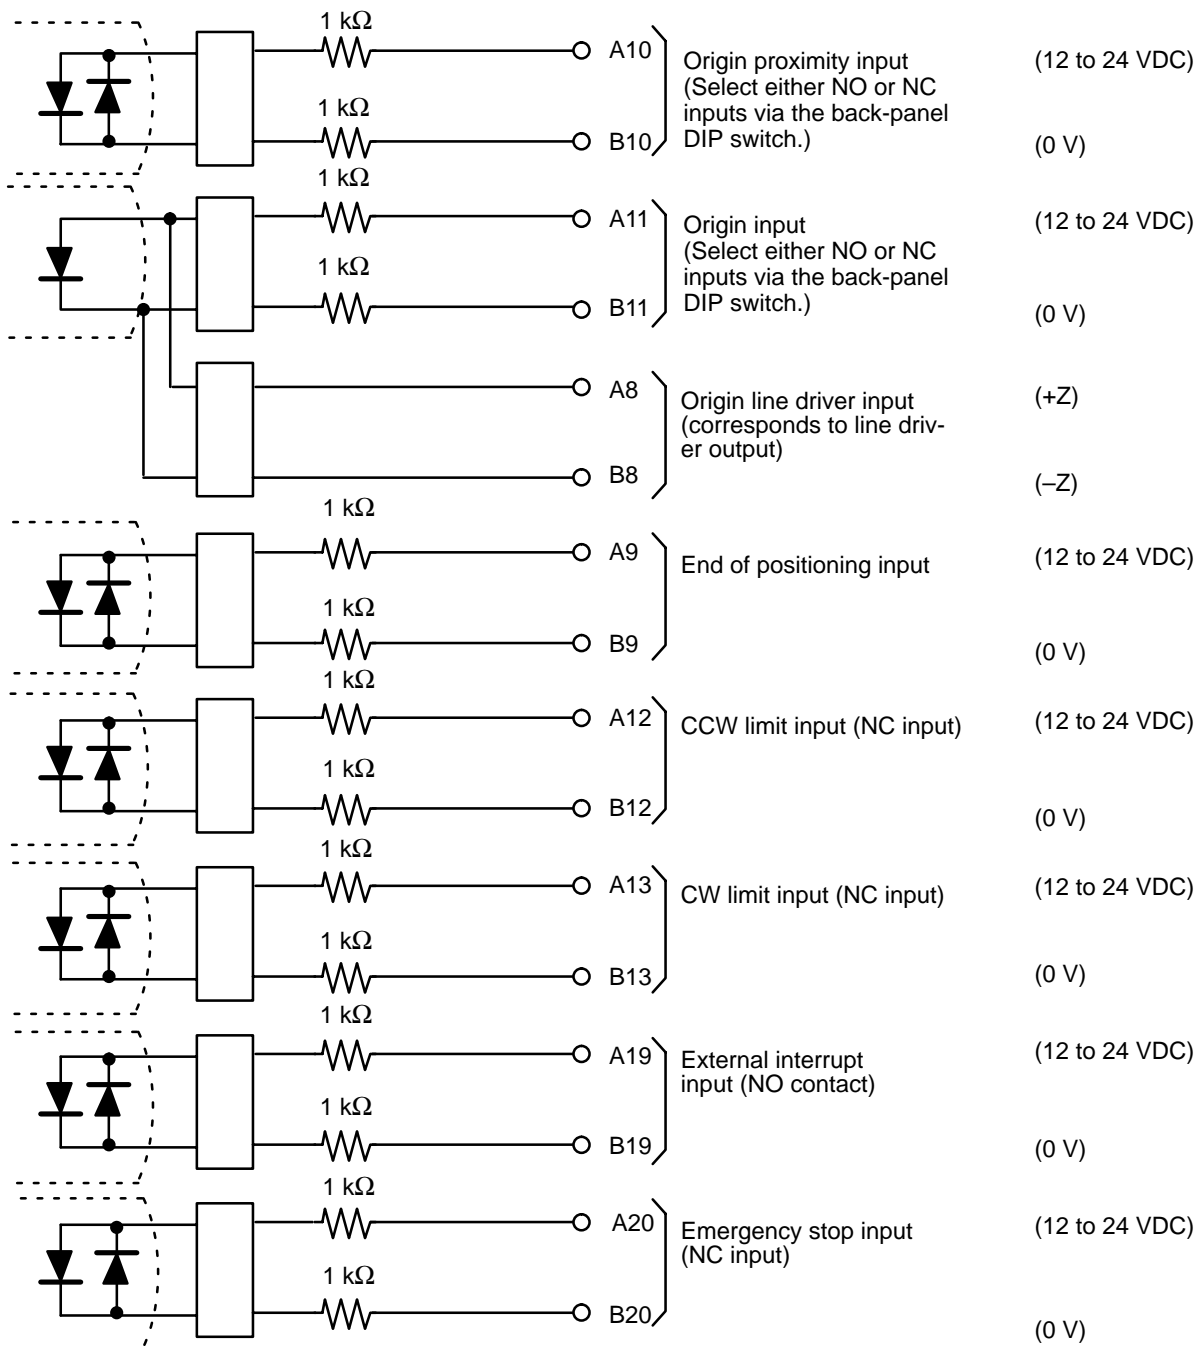 1 kΩ
A10
Origin proximity input
(Select either NO or NC
inputs via the back-panel
DIP switch.)
(12 to 24 VDC)
1 kΩ
B10
(0 V)
1 kΩ
A11
Origin input
(Select either NO or NC
inputs via the back-panel
DIP switch.)
(12 to 24 VDC)
1 kΩ
B11
(0 V)
A8
Origin line driver input
(corresponds to line driv-
er output)
(+Z)
B8
(–Z)
1 kΩ
A9
End of positioning input
(12 to 24 VDC)
1 kΩ
B9
(0 V)
1 kΩ
A12
CCW limit input (NC input)
(12 to 24 VDC)
1 kΩ
B12
(0 V)
1 kΩ
A13
CW limit input (NC input)
(12 to 24 VDC)
1 kΩ
B13
(0 V)
1 kΩ
A19
External interrupt
input (NO contact)
(12 to 24 VDC)
1 kΩ
B19
(0 V)
1 kΩ
A20
Emergency stop input
(NC input)
(12 to 24 VDC)
1 kΩ
B20
(0 V)